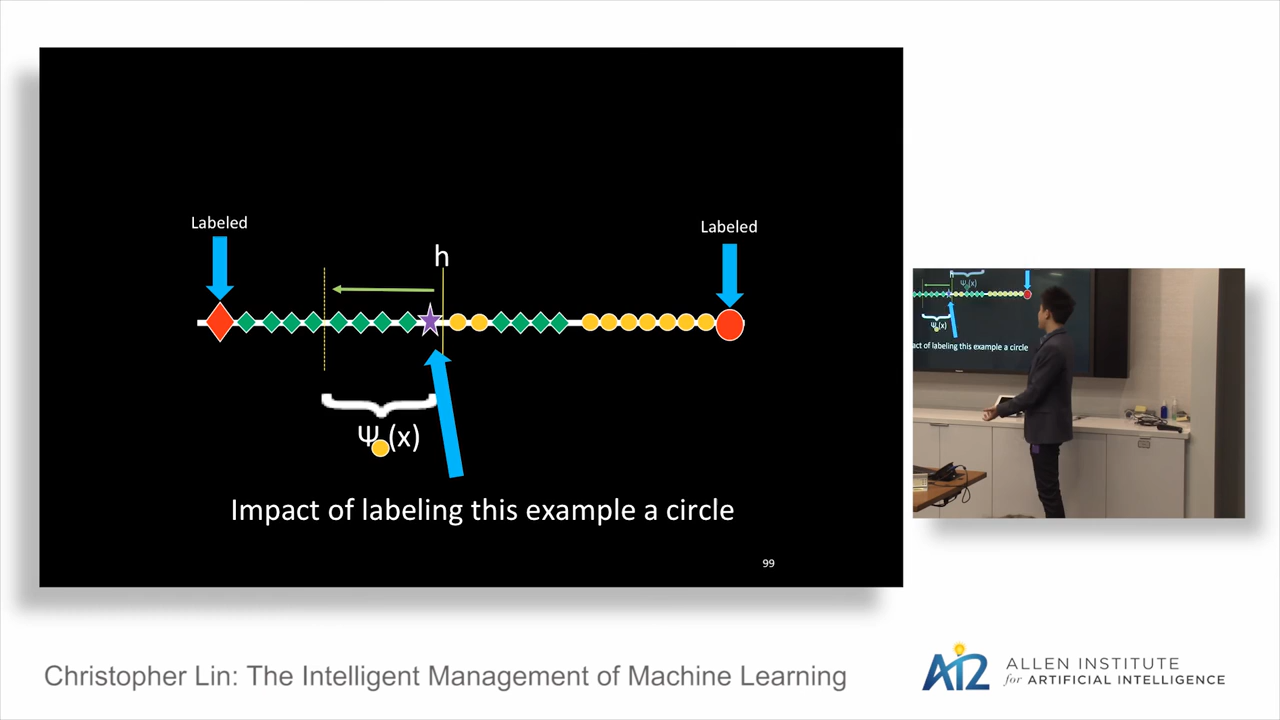 Labeled
Labeled
h
Ψ (x)
Impact of labeling this example a circle
99
Ψ (x)
(x)
act of labeling this example a circle
Christopher Lin: The Intelligent Management of Machine Learning
AI2
ALLEN INSTITUTE
for ARTIFICIAL INTELLIGENCE